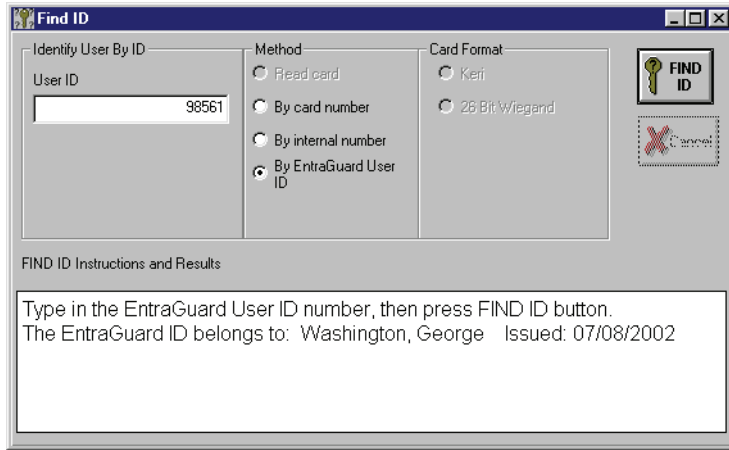 Find ID
Identify User By ID
User ID
98561
Method
Read card
By card number
By internal number
By EntraGuard User
ID
Card Format
Keri
26 Bit Wiegand
FIND
ID
Cancel
FIND ID Instructions and Results
Type in the EntraGuard User ID number, then press FIND ID button.
The EntraGuard ID belongs to: Washington, George Issued: 07/08/2002